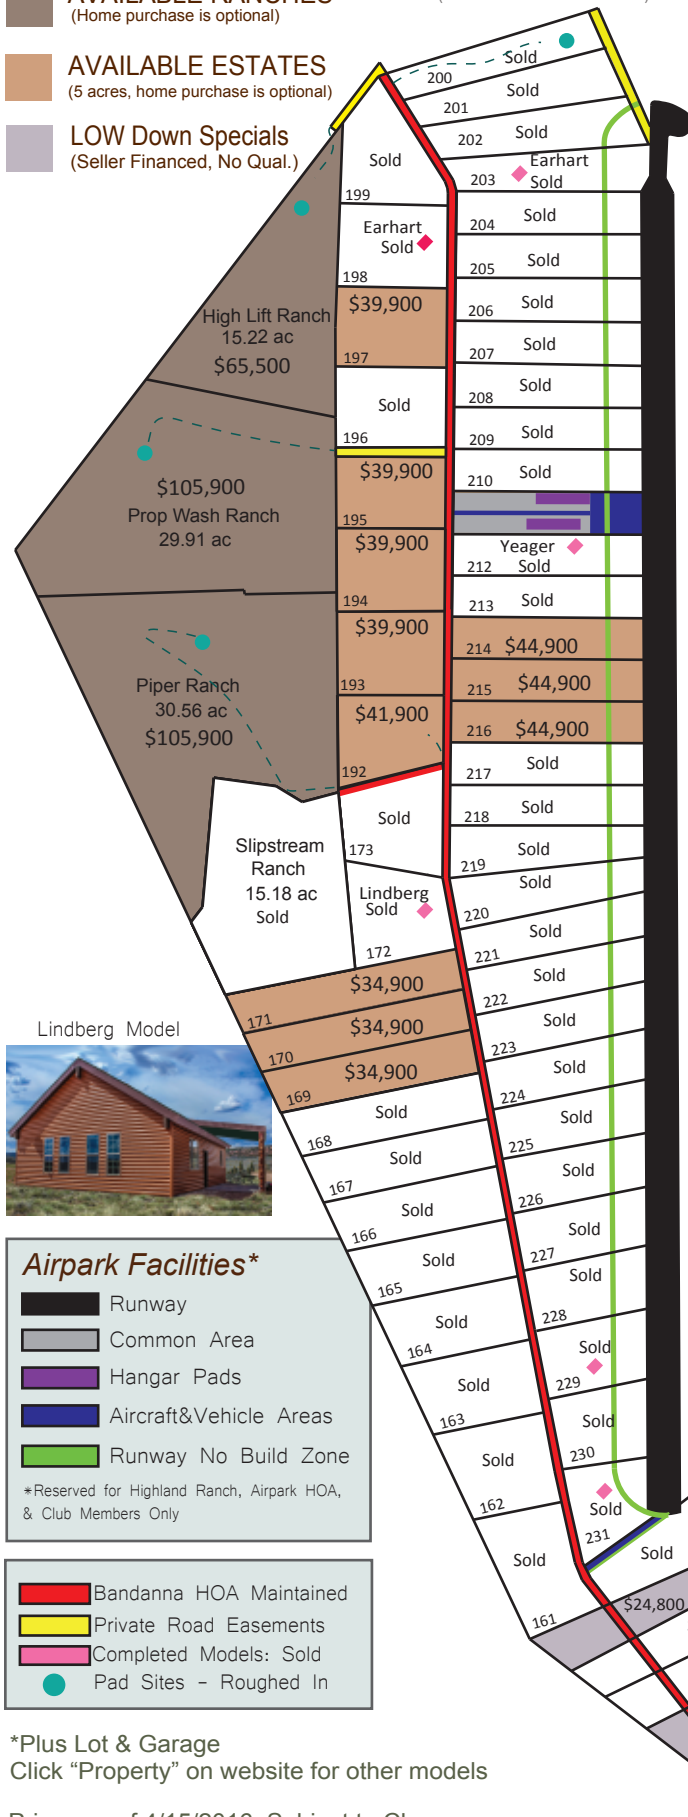 AVAILABLE RANCHES
(Home purchase is optional)
AVAILABLE ESTATES
(5 acres, home purchase is optional)
LOW Down Specials
(Seller Financed, No Qual.)
200
Sold
201
Sold
202
Sold
203
Earhart
Sold
204
Sold
205
Sold
206
Sold
207
Sold
208
Sold
209
Sold
210
Sold
Yeager
212
Sold
213
Sold
214
$44,900
215
$44,900
216
$44,900
217
Sold
218
Sold
219
Sold
220
Sold
221
Sold
222
Sold
223
Sold
224
Sold
225
Sold
226
Sold
227
Sold
228
Sold
229
Sold
230
Sold
231
Sold
Sold
$24,800
Sold
199
Earhart
Sold
198
$39,900
197
Sold
196
$39,900
195
$39,900
194
$39,900
193
$41,900
192
Sold
173
Lindberg
Sold
172
$34,900
171
$34,900
170
$34,900
169
Sold
168
Sold
167
Sold
166
Sold
165
Sold
164
Sold
163
Sold
162
Sold
161
High Lift Ranch
15.22 ac
$65,500
$105,900
Prop Wash Ranch
29.91 ac
Piper Ranch
30.56 ac
$105,900
Slipstream
Ranch
15.18 ac
Sold
Lindberg Model
Airpark Facilities*
Runway
Common Area
Hangar Pads
Aircraft&Vehicle Areas
Runway No Build Zone
*Reserved for Highland Ranch, Airpark HOA,
& Club Members Only
Bandanna HOA Maintained
Private Road Easements
Completed Models: Sold
Pad Sites - Roughed In
*Plus Lot & Garage
Click "Property" on website for other models